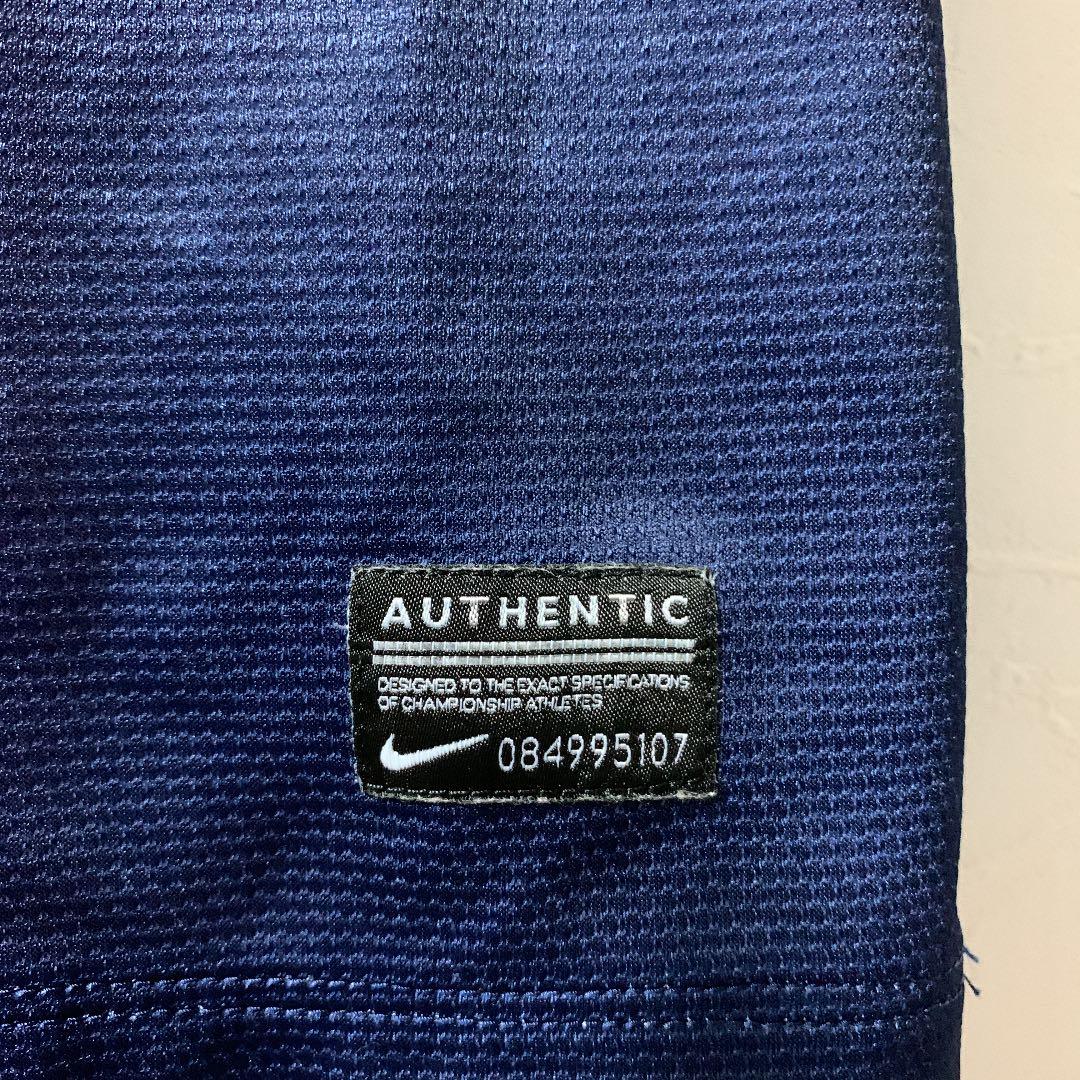 AUTHENTIC
DESIGNED TO THE EXACT SPECIFICATIONS
OF CHAMPIONSHIP ATHLETES
084995107